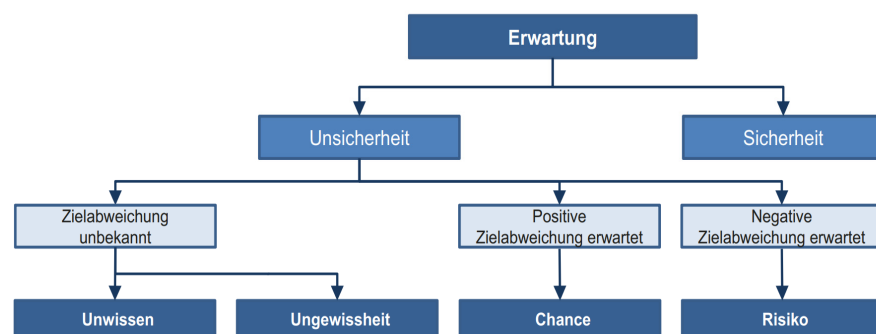 Erwartung
Unsicherheit
Sicherheit
Zielabweichung
unbekannt
Positive
Zielabweichung erwartet
Negative
Zielabweichung erwartet
Unwissen
Ungewissheit
Chance
Risiko